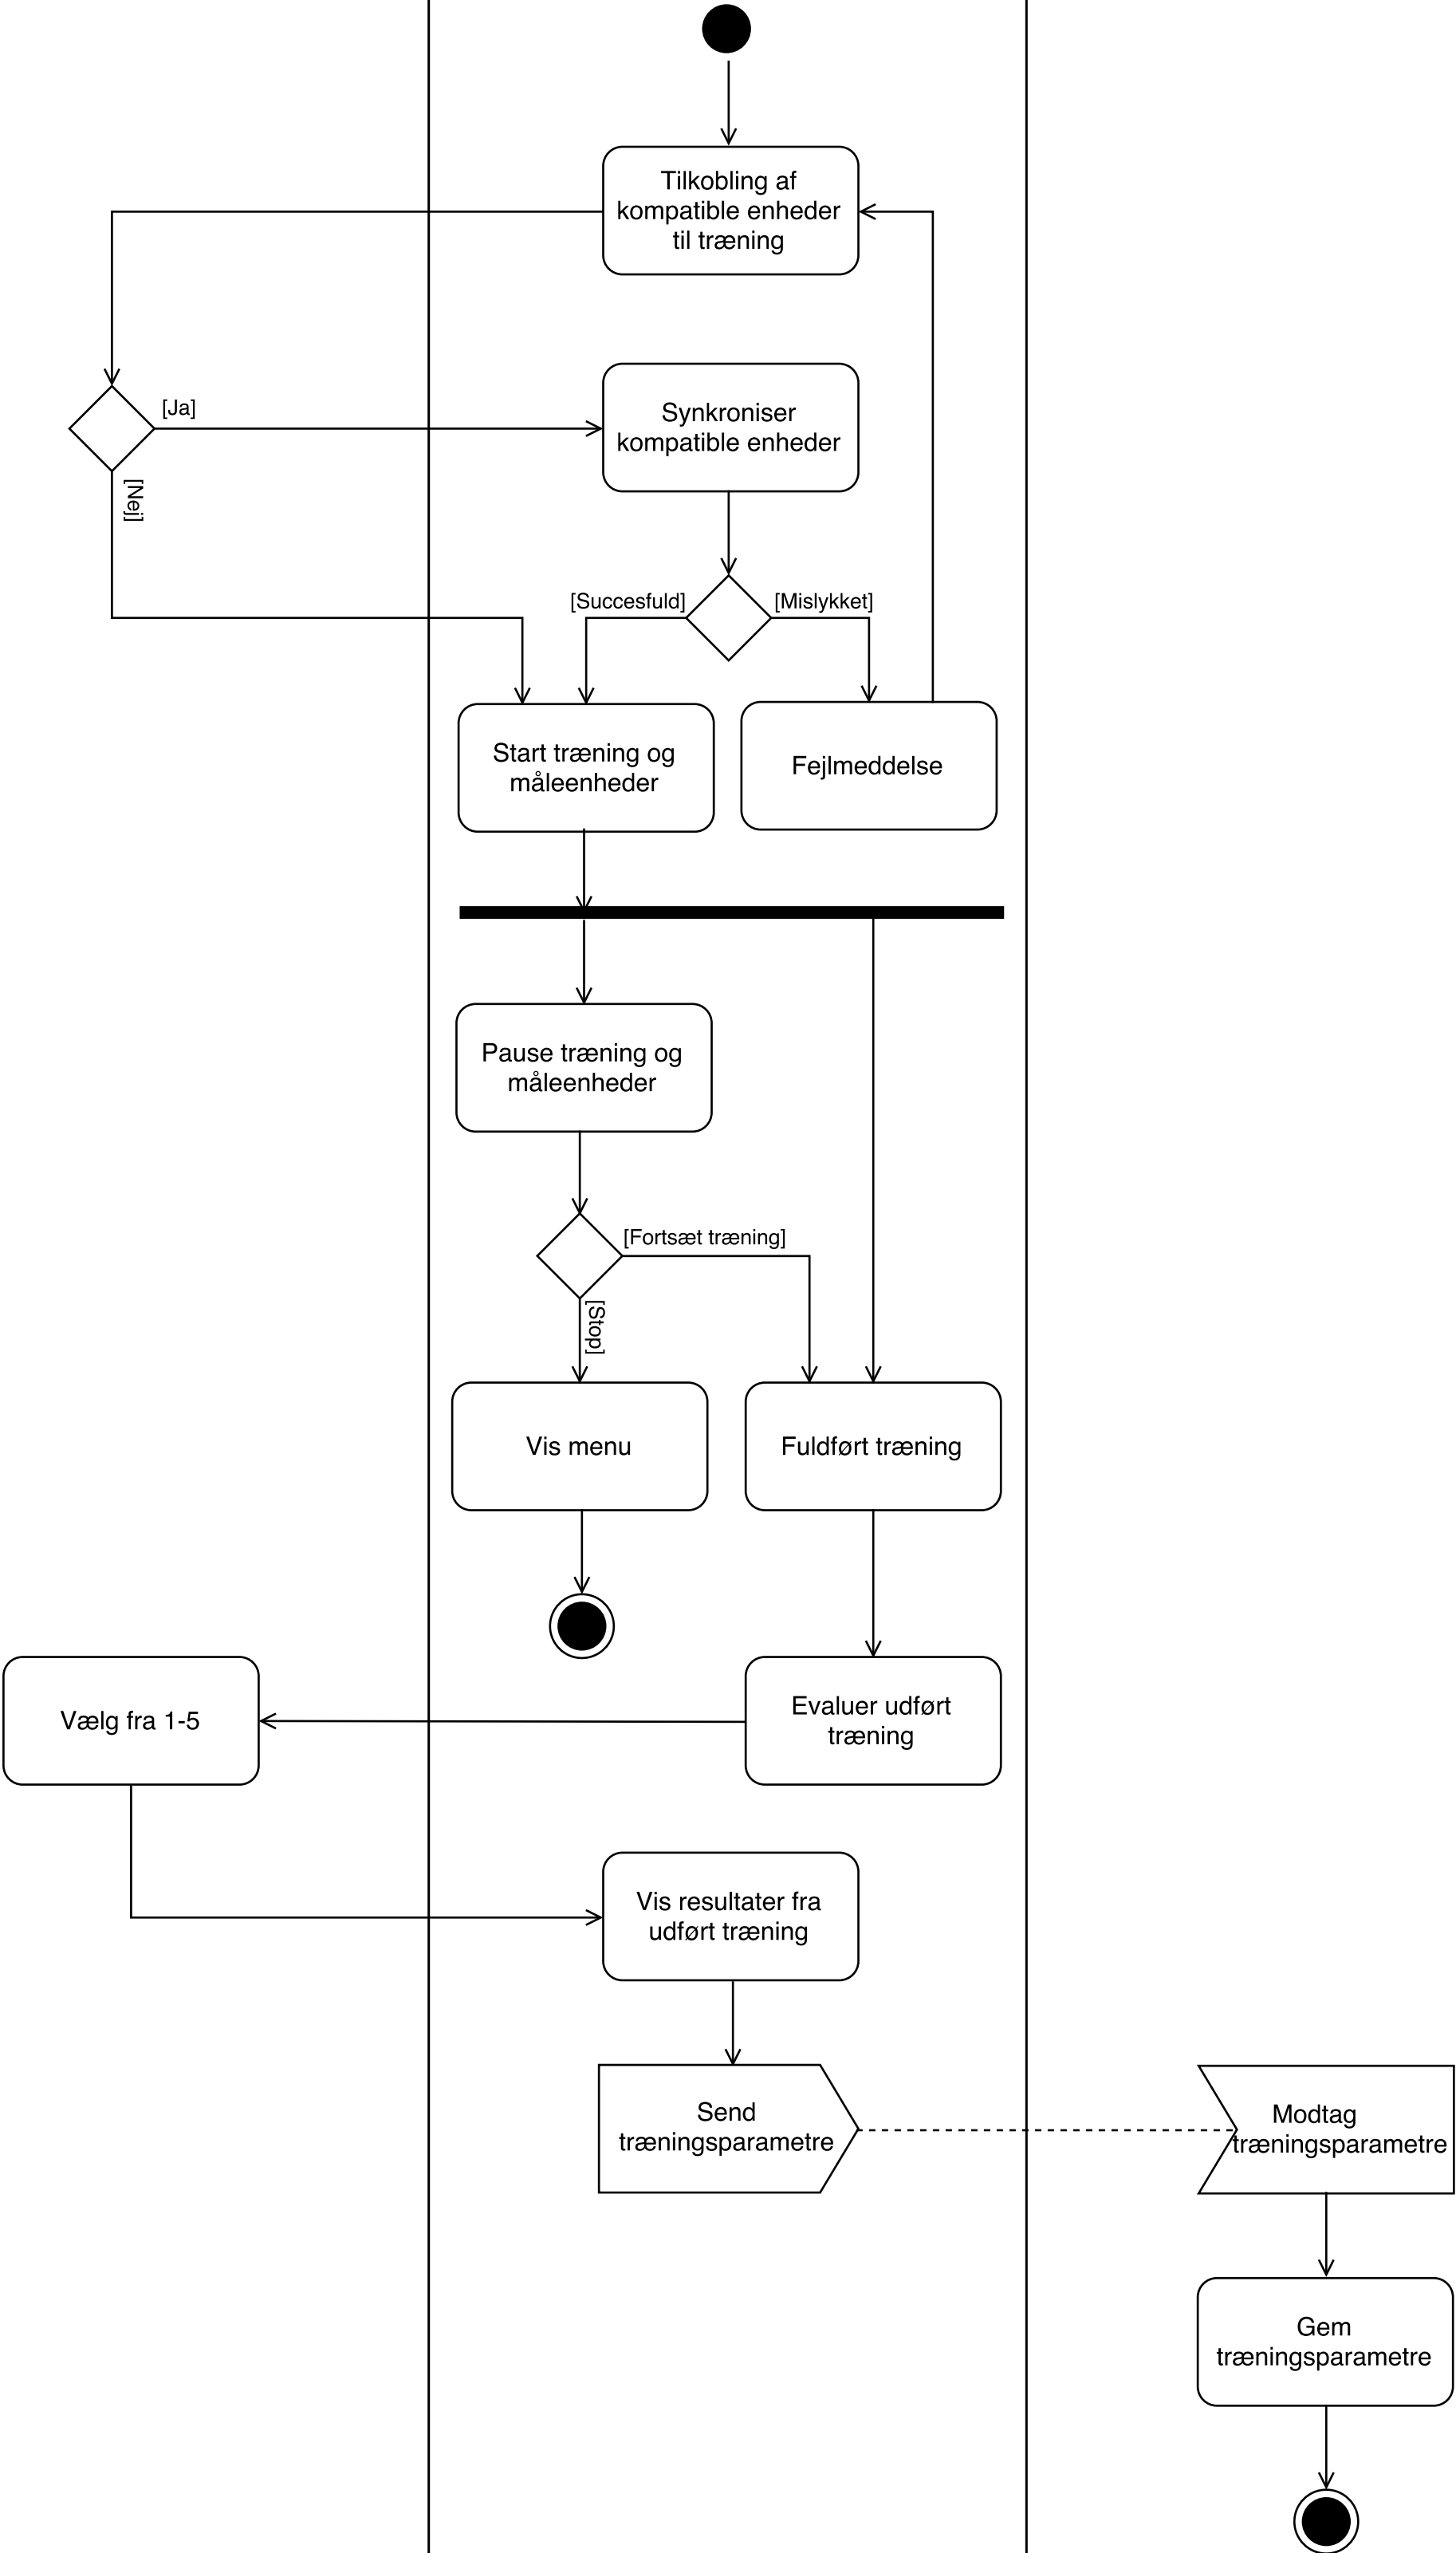 Tilkobling af
kompatible enheder
til træning
[Ja]
Synkroniser
kompatible enheder
[Nej]
[Succesfuld]
[Mislykket]
Start træning og
måleenheder
Fejlmeddelse
Pause træning og
måleenheder
[Fortsæt træning]
[Stop]
Vis menu
Fuldført træning
Vælg fra 1-5
Evaluer udført
træning
Vis resultater fra
udført træning
Send
træningsparametre
Modtag
træningsparametre
Gem
træningsparametre